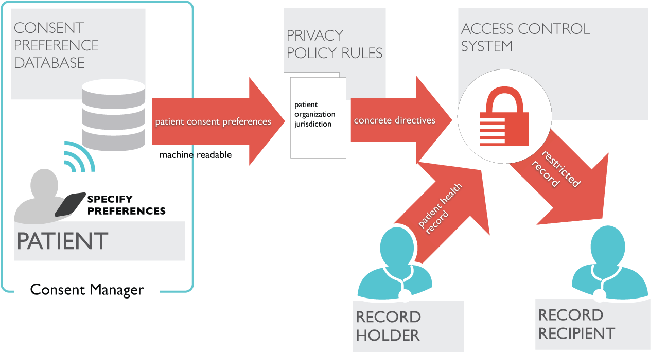 CONSENT
PREFERENCE
DATABASE
PRIVACY
POLICY RULES
ACCESS CONTROL
SYSTEM
patient consent preferences
machine readable
patient
organization
jurisdiction
concrete directives
restricted
record
patient health
record
SPECIFY
PREFERENCES
PATIENT
Consent Manager
RECORD
HOLDER
RECORD
RECIPIENT